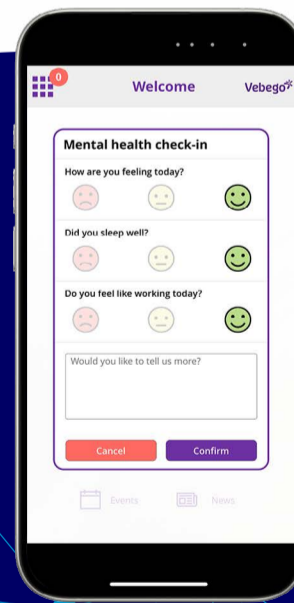 0
Welcome
Vebego
Mental health check-in
How are you feeling today?
Did you sleep well?
Do you feel like working today?
Would you like to tell us more?
Cancel
Confirm
Events
News